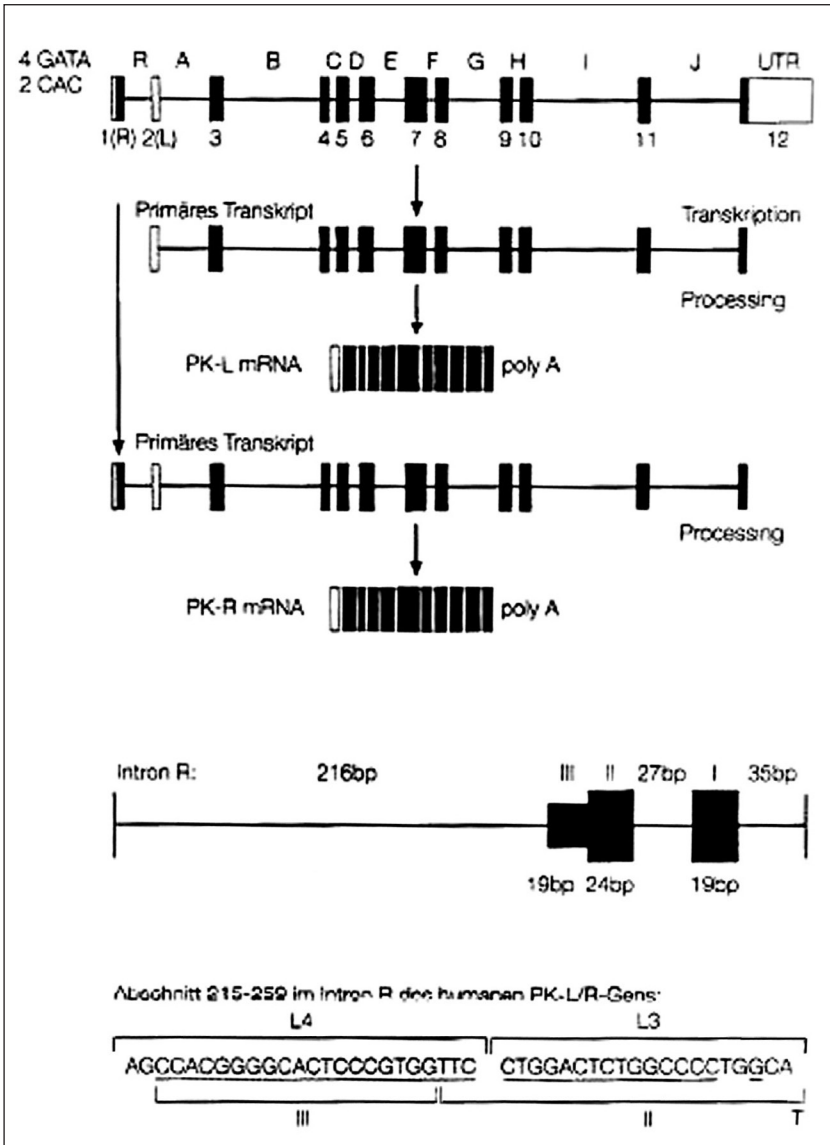 4 GATA R A B C D E F G H I J UTR
2 CAC
1(R) 2(L) 3 4 5 6 7 8 9 10 11 12
Primäres Transkript Transkription
Processing
PK-L mRNA poly A
Primäres Transkript
Processing
PK-R mRNA poly A
Intron R: 216bp III II 27bp I 35bp
19bp 24bp 19bp
Abschnitt 215-259 im Intron R des humanen PK-L/R-Gens:
L4 L3
AGCCACGGGGCACTCCCGTGGTTC CTGGACTCTGGCCCCCTGGCA
III II T